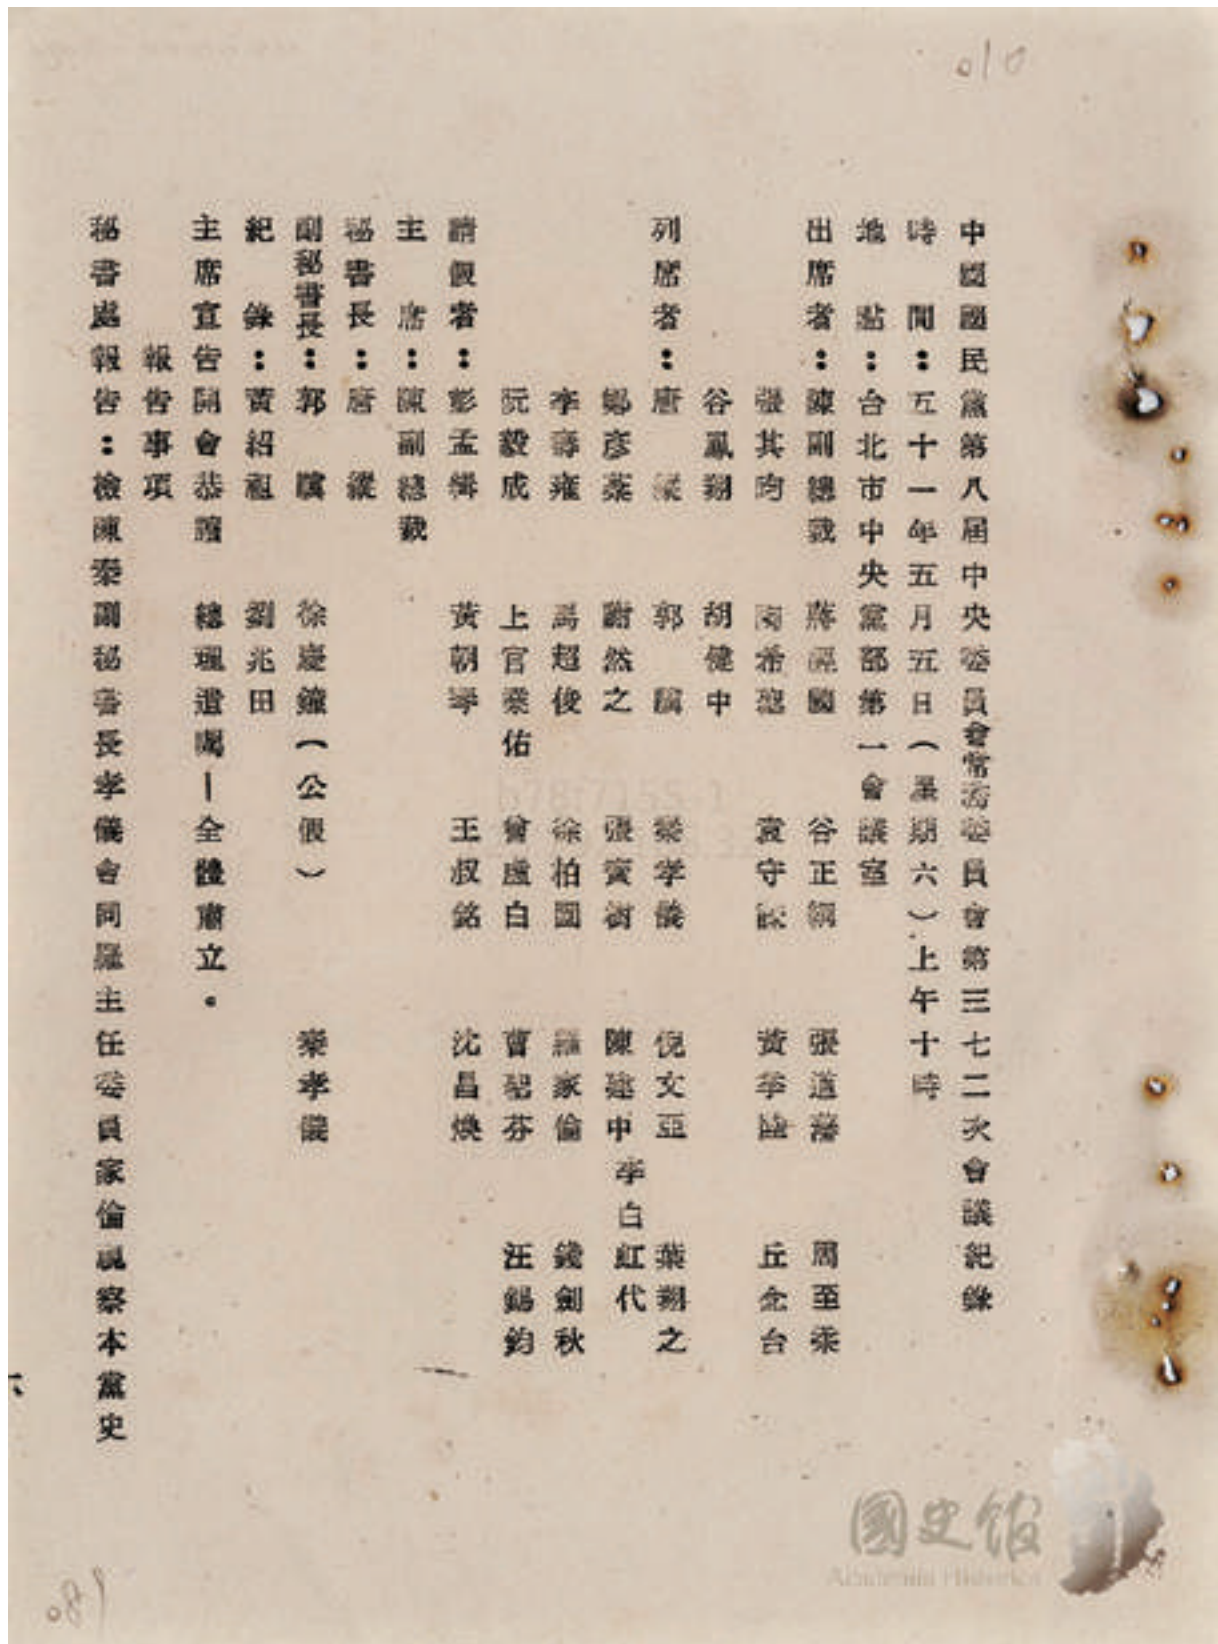 010
中國國民黨第八屆中央委員會常務委員會第三七二次會議紀錄
時間：五十一年五月五日（星期六）上午十時
地點：台北市中央黨部第一會議室
出席者：陳副總裁 蔣經國 谷正綱 張道藩 周至柔
張其昀 陶希聖 袁守謙 黃季陸 丘念台
谷鳳翔 胡健中
列席者：唐縱 郭驥 秦孝儀 倪文亞 葉翔之
鄭彥棻 謝然之 張寶樹 陳建中李白虹代
李壽雍 馬超俊 徐柏園 羅家倫 錢劍秋
阮毅成 上官業佑 曾虛白 曹聖芬 汪錫鈞
請假者：彭孟緝 黃朝琴 王叔銘 沈昌煥
主席：陳副總裁
秘書長：唐縱
副秘書長：郭驥 徐慶鐘（公假） 秦孝儀
紀錄：黃紹祖 劉兆田
主席宣告開會恭讀 總理遺囑—全體肅立。
報告事項
秘書處報告：檢陳秦副秘書長孝儀會同羅主任委員家倫視察本黨史
國史館
Academia Historica